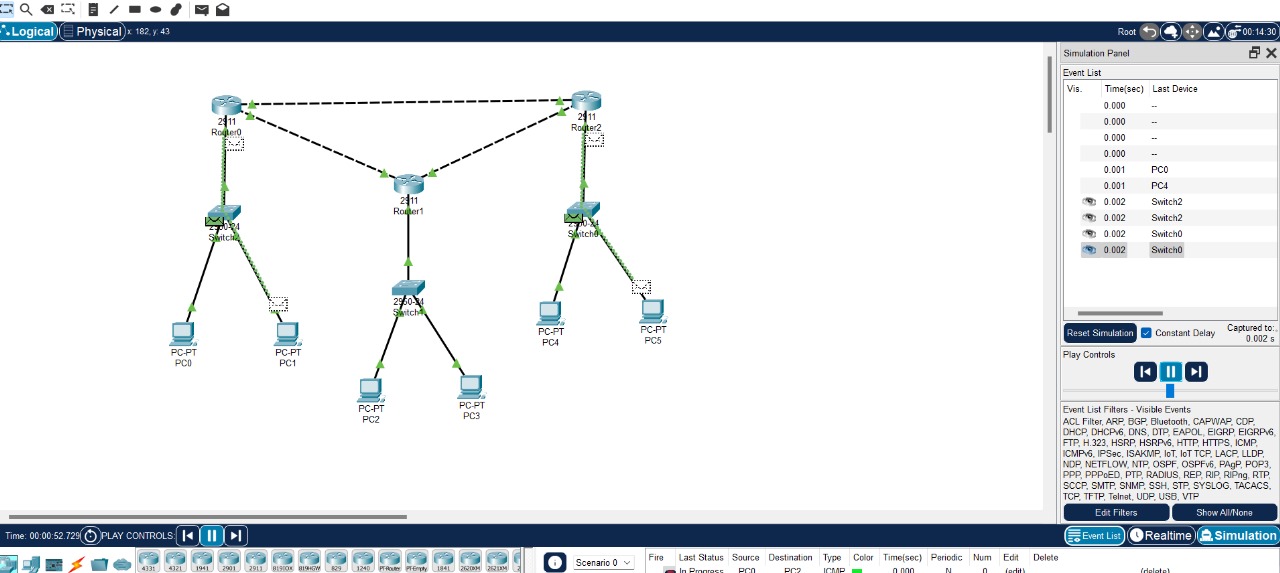 Logical Physical x: 182, y: 43 Root 00:14:30
Simulation Panel
Event List
Vis. Time(sec) Last Device
0.000 --
0.000 --
0.000 --
0.000 --
0.001 PC0
0.001 PC4
0.002 Switch2
0.002 Switch2
0.002 Switch0
0.002 Switch0
2911
Router0
2911
Router2
2911
Router1
Switch0
2950-24
PC-PT
PC0
PC-PT
PC1
PC-PT
PC2
PC-PT
PC3
PC-PT
PC4
PC-PT
PC5
Reset Simulation Constant Delay Captured to:
0.002 s
Play Controls
Event List Filters - Visible Events
ACL Filter, ARP, BGP, Bluetooth, CAPWAP, CDP,
DHCP, DHCPv6, DNS, DTP, EAPOL, EIGRP, EIGRPv6,
FTP, H.323, HSRP, HSRPv6, HTTP, HTTPS, ICMP,
ICMPv6, IPSec, ISAKMP, IoT, IoT TCP, LACP, LLDP,
NDP, NETFLOW, NTP, OSPF, OSPFv6, PAgP, POP3,
PPP, PPPoED, PTP, RADIUS, REP, RIP, RIPng, RTP,
SCCP, SMTP, SNMP, SSH, STP, SYSLOG, TACACS,
TCP, TFTP, Telnet, UDP, USB, VTP
Edit Filters Show All/None
Time: 00:00:52.729 PLAY CONTROLS: Event List Realtime Simulation
4331 4321 1941 2901 2911 819IOX 819HGW 829 1240 PT-Router PT-Empty 1841 2620XM 2621XM
Scenario 0
Fire Last Status Source Destination Type Color Time(sec) Periodic Num Edit Delete
In Progress PC0 PC2 ICMP 0.000 N 0 (edit) (delete)